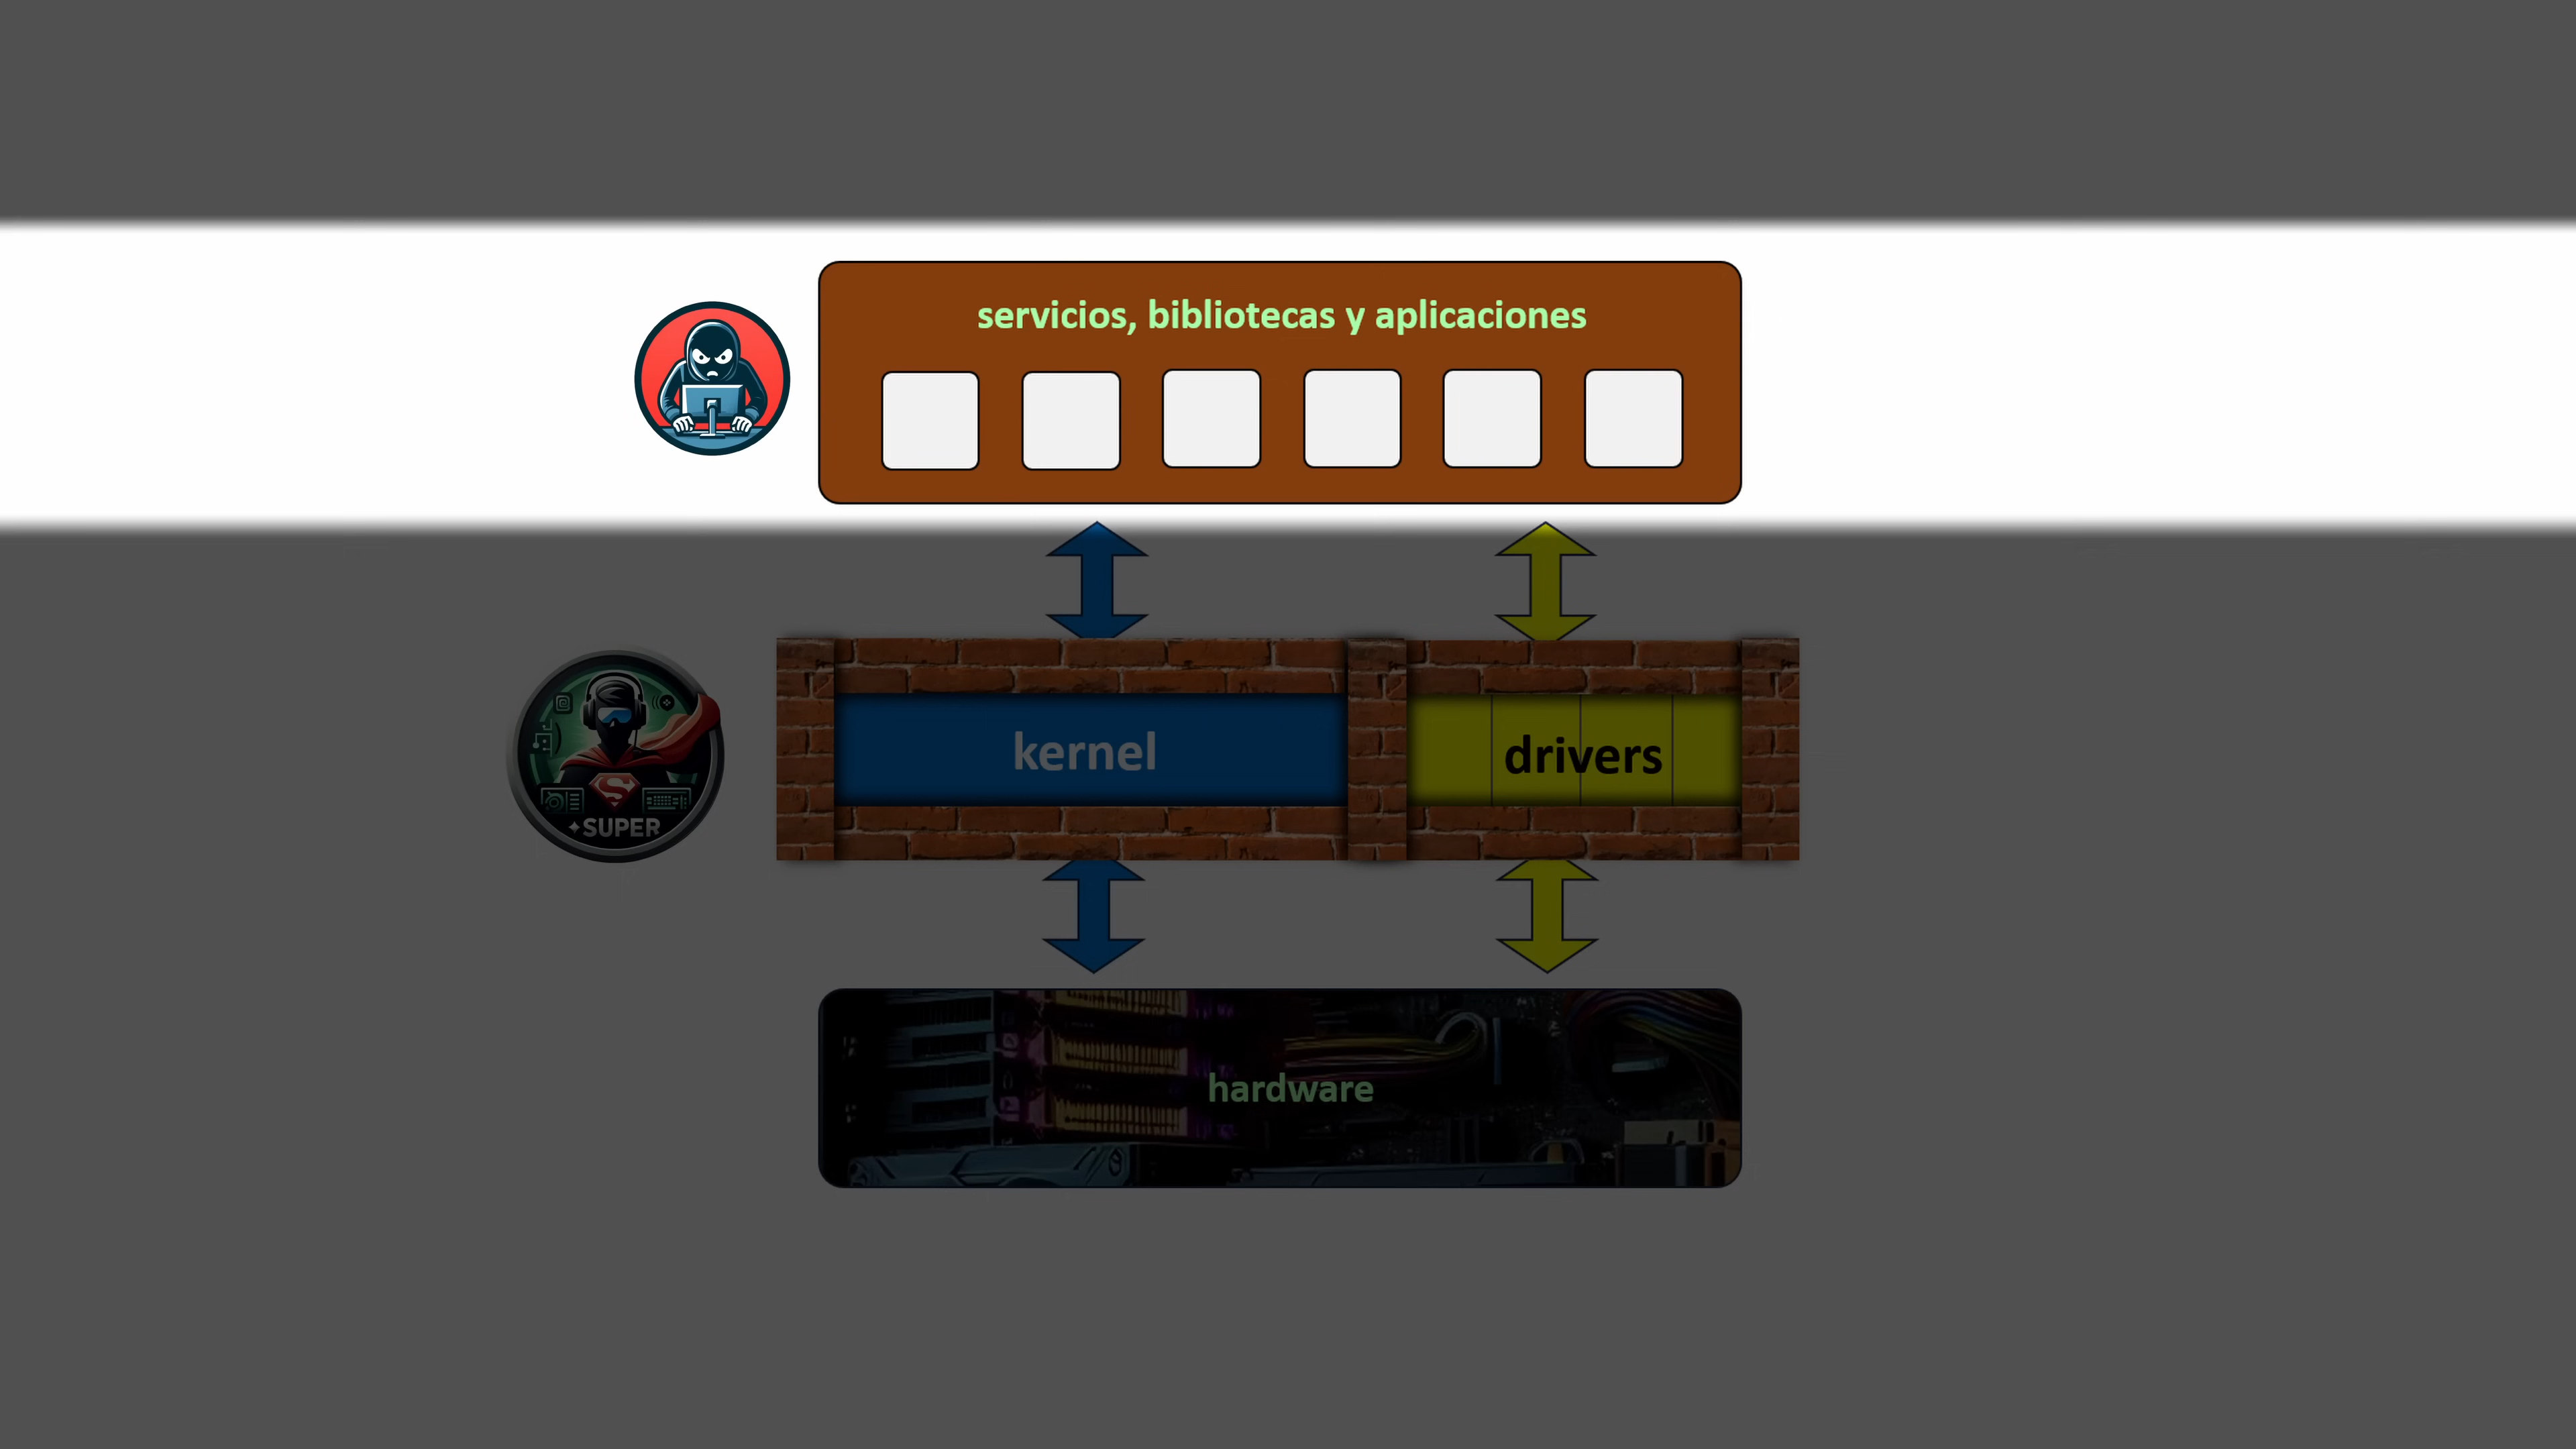 servicios, bibliotecas y aplicaciones
kernel
drivers
SUPER
hardware